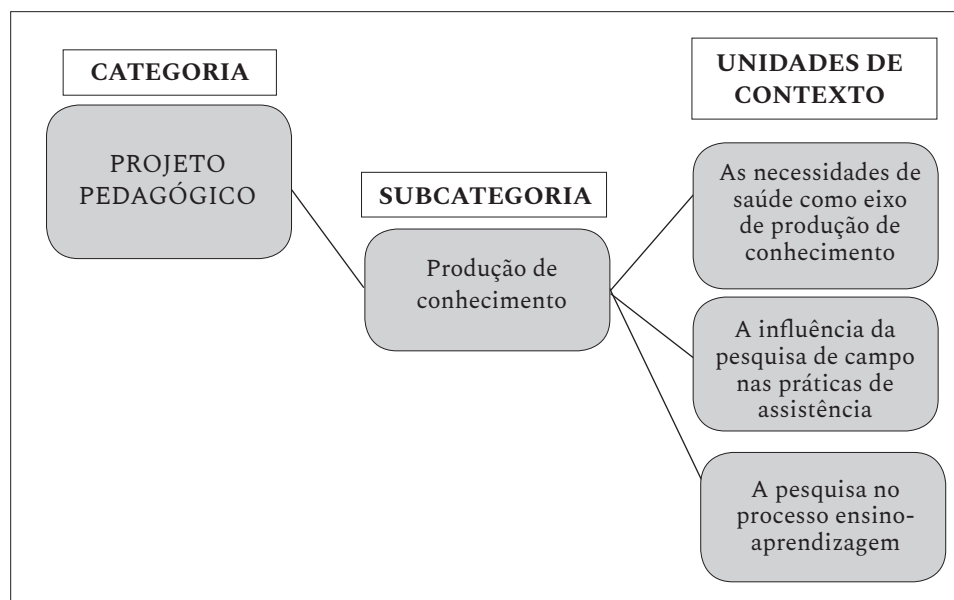 CATEGORIA
PROJETO
PEDAGÓGICO
SUBCATEGORIA
Produção de
conhecimento
UNIDADES DE
CONTEXTO
As necessidades de
saúde como eixo
de produção de
conhecimento
A influência da
pesquisa de campo
nas práticas de
assistência
A pesquisa no
processo ensino-
aprendizagem